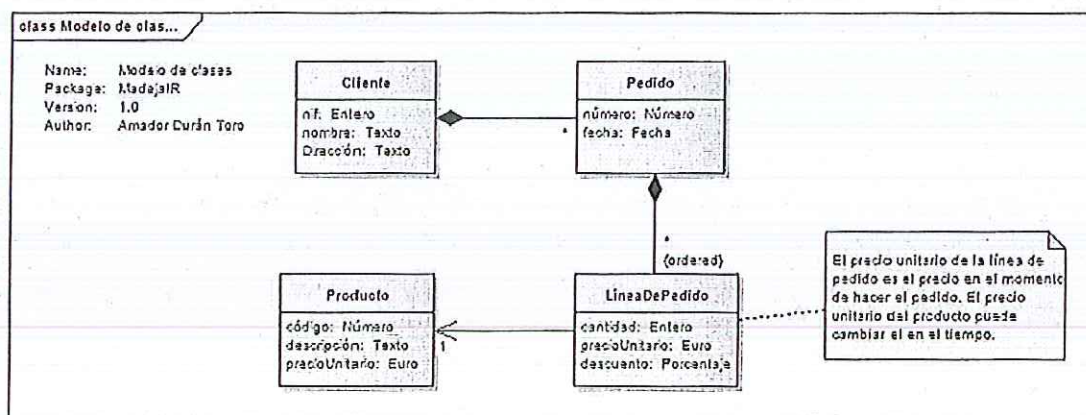 class Modelo de clas...
Name: Modelo de clases
Package: MadejaIR
Version: 1.0
Author: Amador Durán Toro
Cliente
nif: Entero
nombre: Texto
Dirección: Texto
*
Pedido
número: Número
fecha: Fecha
*
{ordered}
Producto
código: Número
descripción: Texto
precioUnitario: Euro
1
LineaDePedido
cantidad: Entero
precioUnitario: Euro
descuento: Porcentaje
El precio unitario de la línea de
pedido es el precio en el momento
de hacer el pedido. El precio
unitario del producto puede
cambiar el en el tiempo.